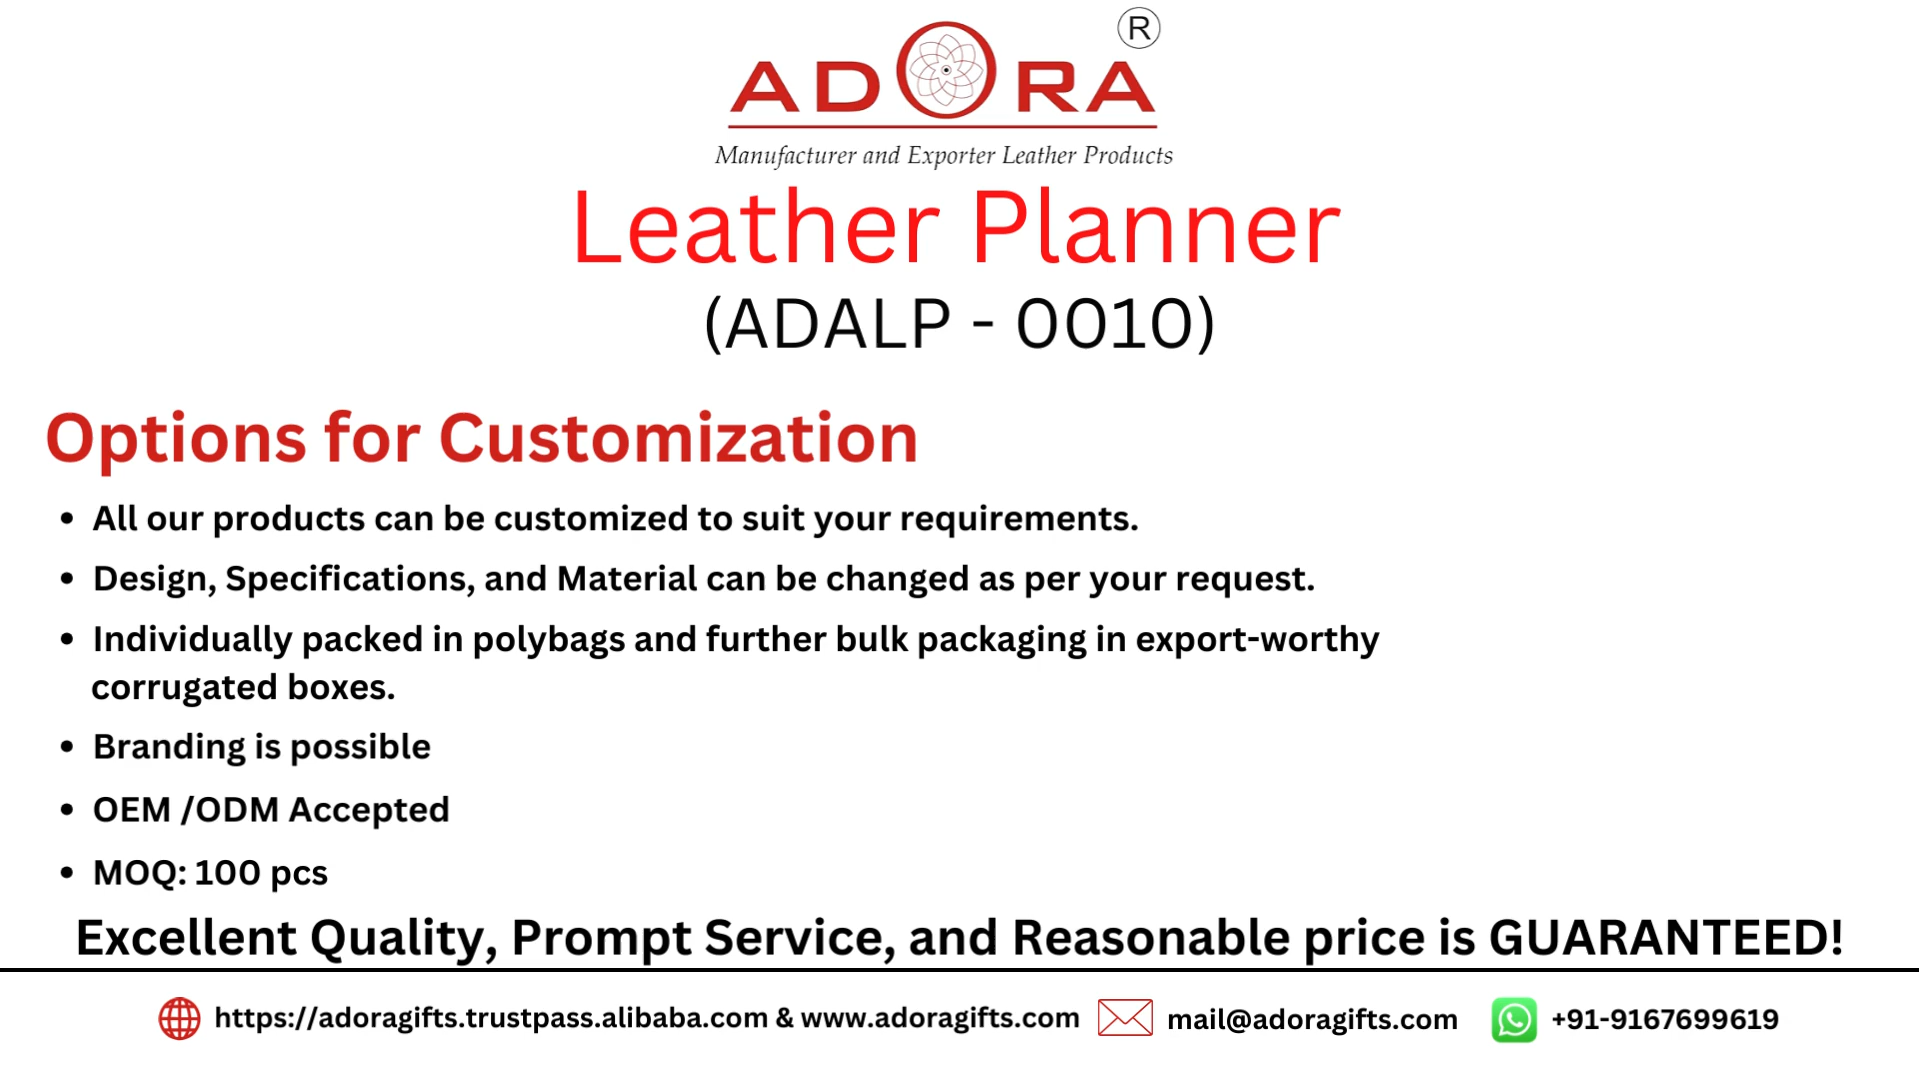 ADORA ®
Manufacturer and Exporter Leather Products
Leather Planner
(ADALP - 0010)
Options for Customization
• All our products can be customized to suit your requirements.
• Design, Specifications, and Material can be changed as per your request.
• Individually packed in polybags and further bulk packaging in export-worthy
corrugated boxes.
• Branding is possible
• OEM /ODM Accepted
• MOQ: 100 pcs
Excellent Quality, Prompt Service, and Reasonable price is GUARANTEED!
https://adoragifts.trustpass.alibaba.com & www.adoragifts.com mail@adoragifts.com +91-9167699619